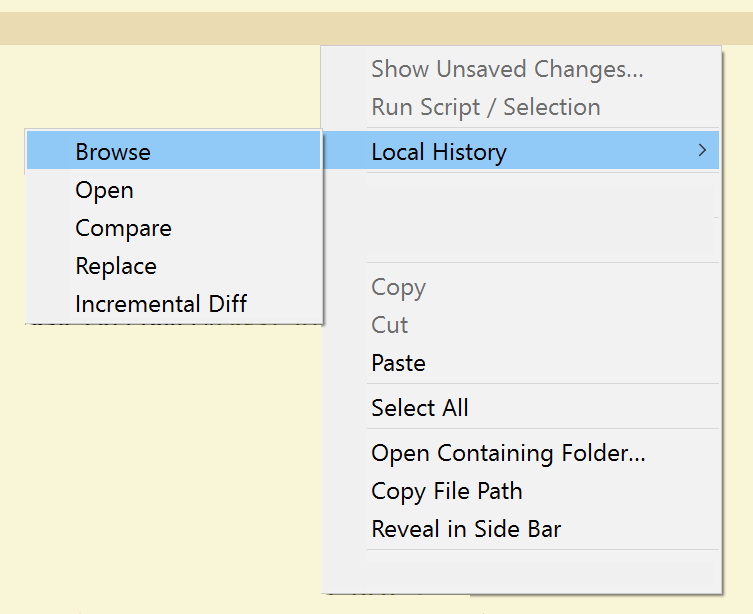 Show Unsaved Changes...
Run Script / Selection
Local History
Browse
Open
Compare
Replace
Incremental Diff
Copy
Cut
Paste
Select All
Open Containing Folder...
Copy File Path
Reveal in Side Bar